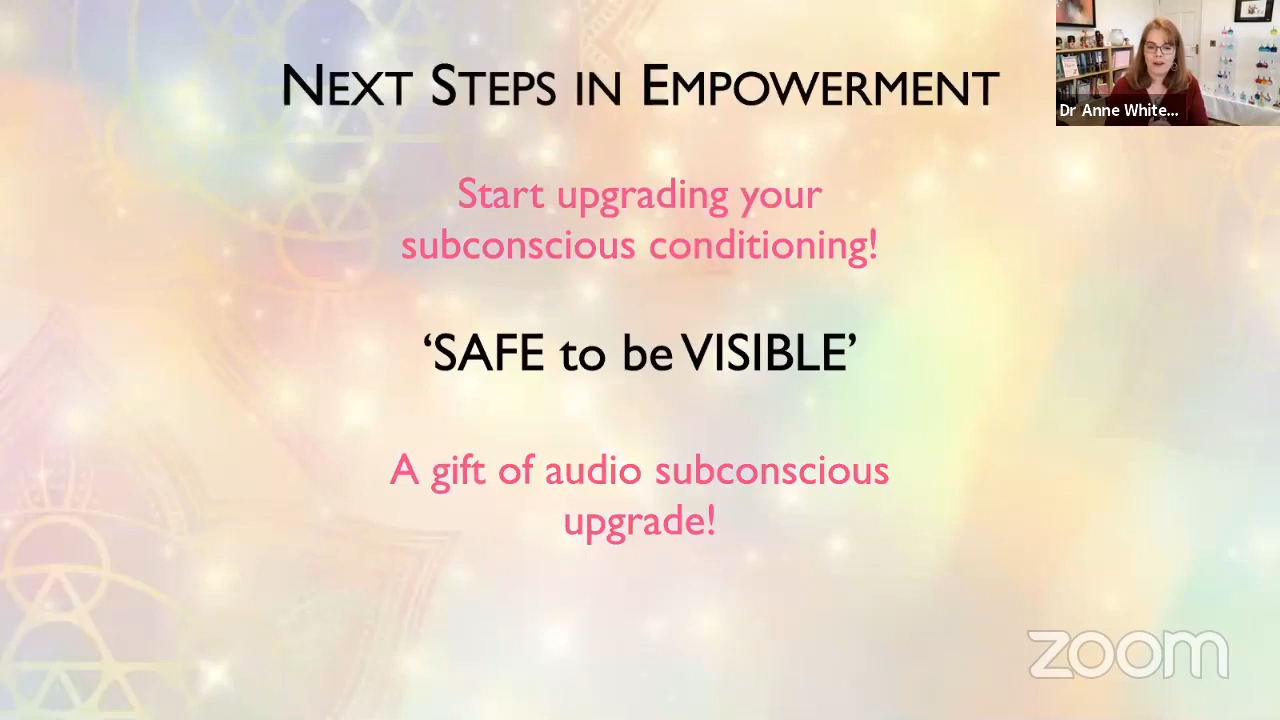 NEXT STEPS IN EMPOWERMENT
Dr Anne White...
Start upgrading your
subconscious conditioning!
‘SAFE to be VISIBLE’
A gift of audio subconscious
upgrade!
zoom